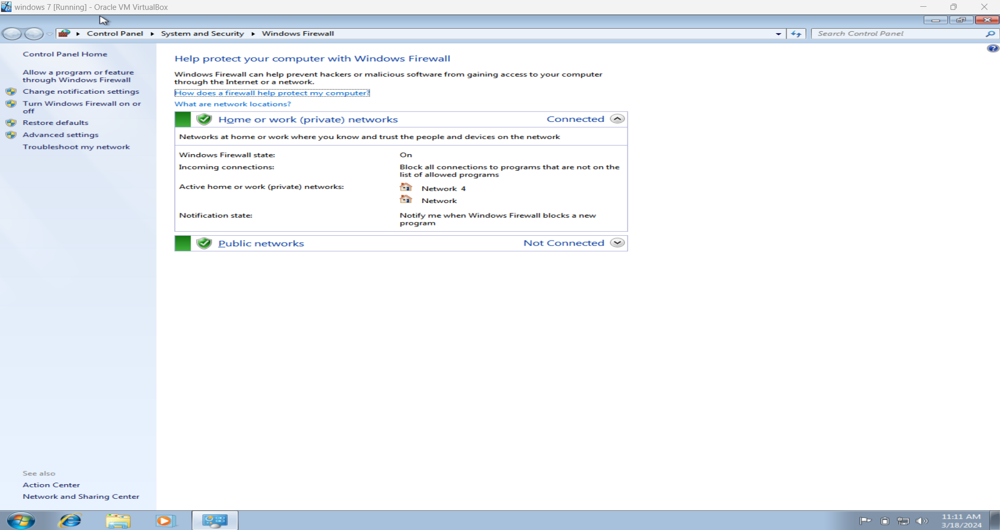 windows 7 [Running] - Oracle VM VirtualBox
Control Panel
System and Security
Windows Firewall
Search Control Panel
Control Panel Home
Allow a program or feature
through Windows Firewall
Change notification settings
Turn Windows Firewall on or
off
Restore defaults
Advanced settings
Troubleshoot my network
See also
Action Center
Network and Sharing Center
Help protect your computer with Windows Firewall
Windows Firewall can help prevent hackers or malicious software from gaining access to your computer
through the Internet or a network.
How does a firewall help protect my computer?
What are network locations?
Home or work (private) networks Connected
Networks at home or work where you know and trust the people and devices on the network
Windows Firewall state: On
Incoming connections: Block all connections to programs that are not on the
list of allowed programs
Active home or work (private) networks: Network 4
Network
Notification state: Notify me when Windows Firewall blocks a new
program
Public networks Not Connected
11:11 AM
3/18/2024